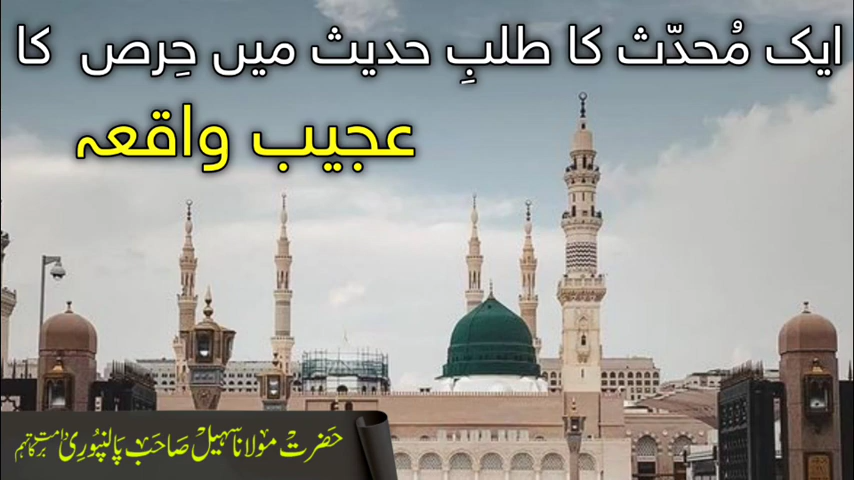 ایک مُحدّث کا طلبِ حدیث میں حِرص کا
عجیب واقعہ
حضرت مولانا سہیل صاحب پالنپوری دامت برکاتہم